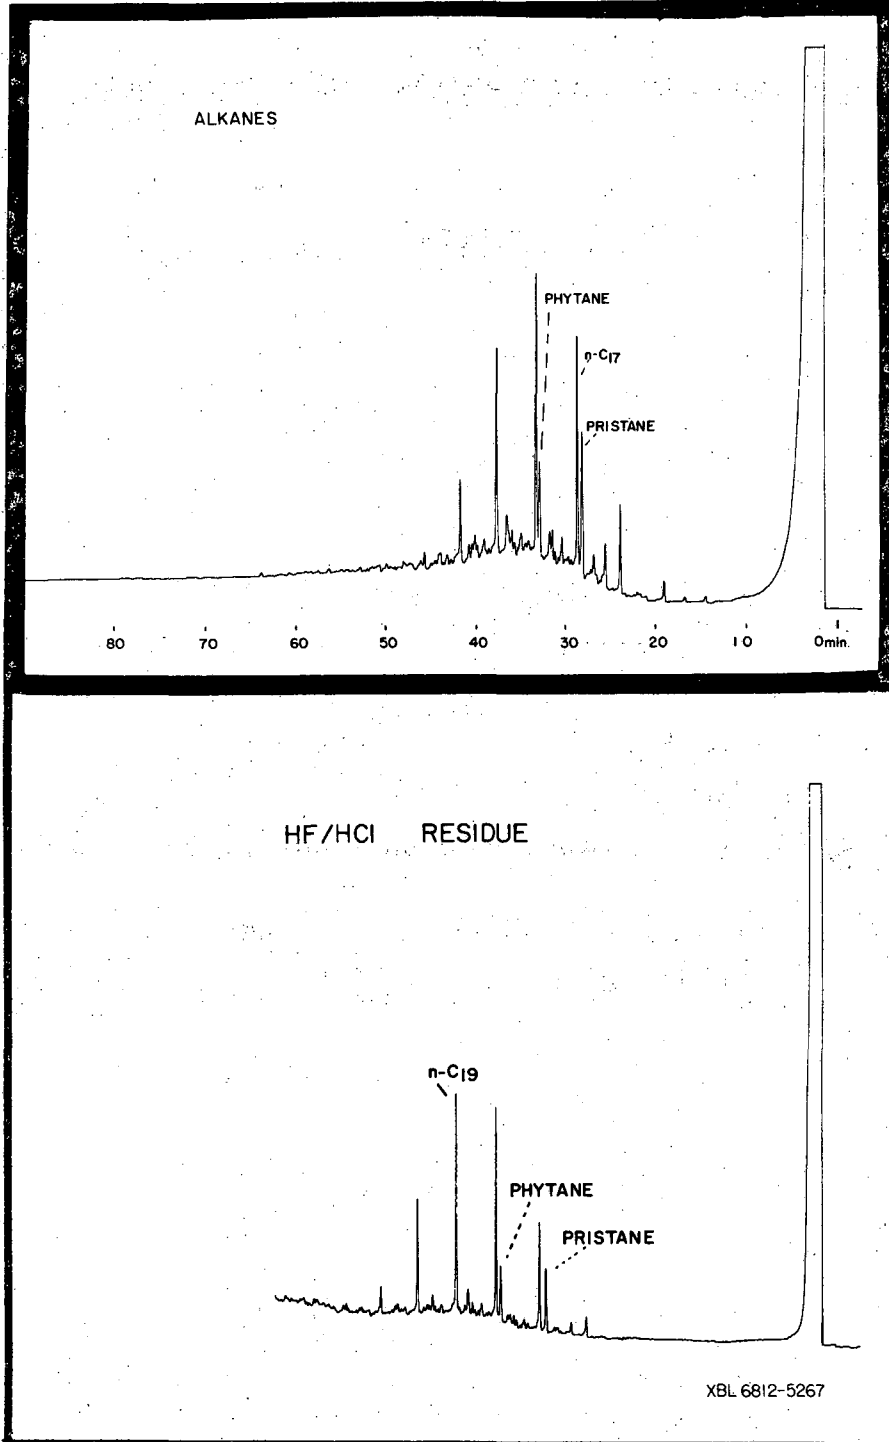 ALKANES
PHYTANE
n-C17
PRISTANE
80 70 60 50 40 30 20 10 0min.
HF/HCl RESIDUE
n-C19
PHYTANE
PRISTANE
XBL 6812-5267